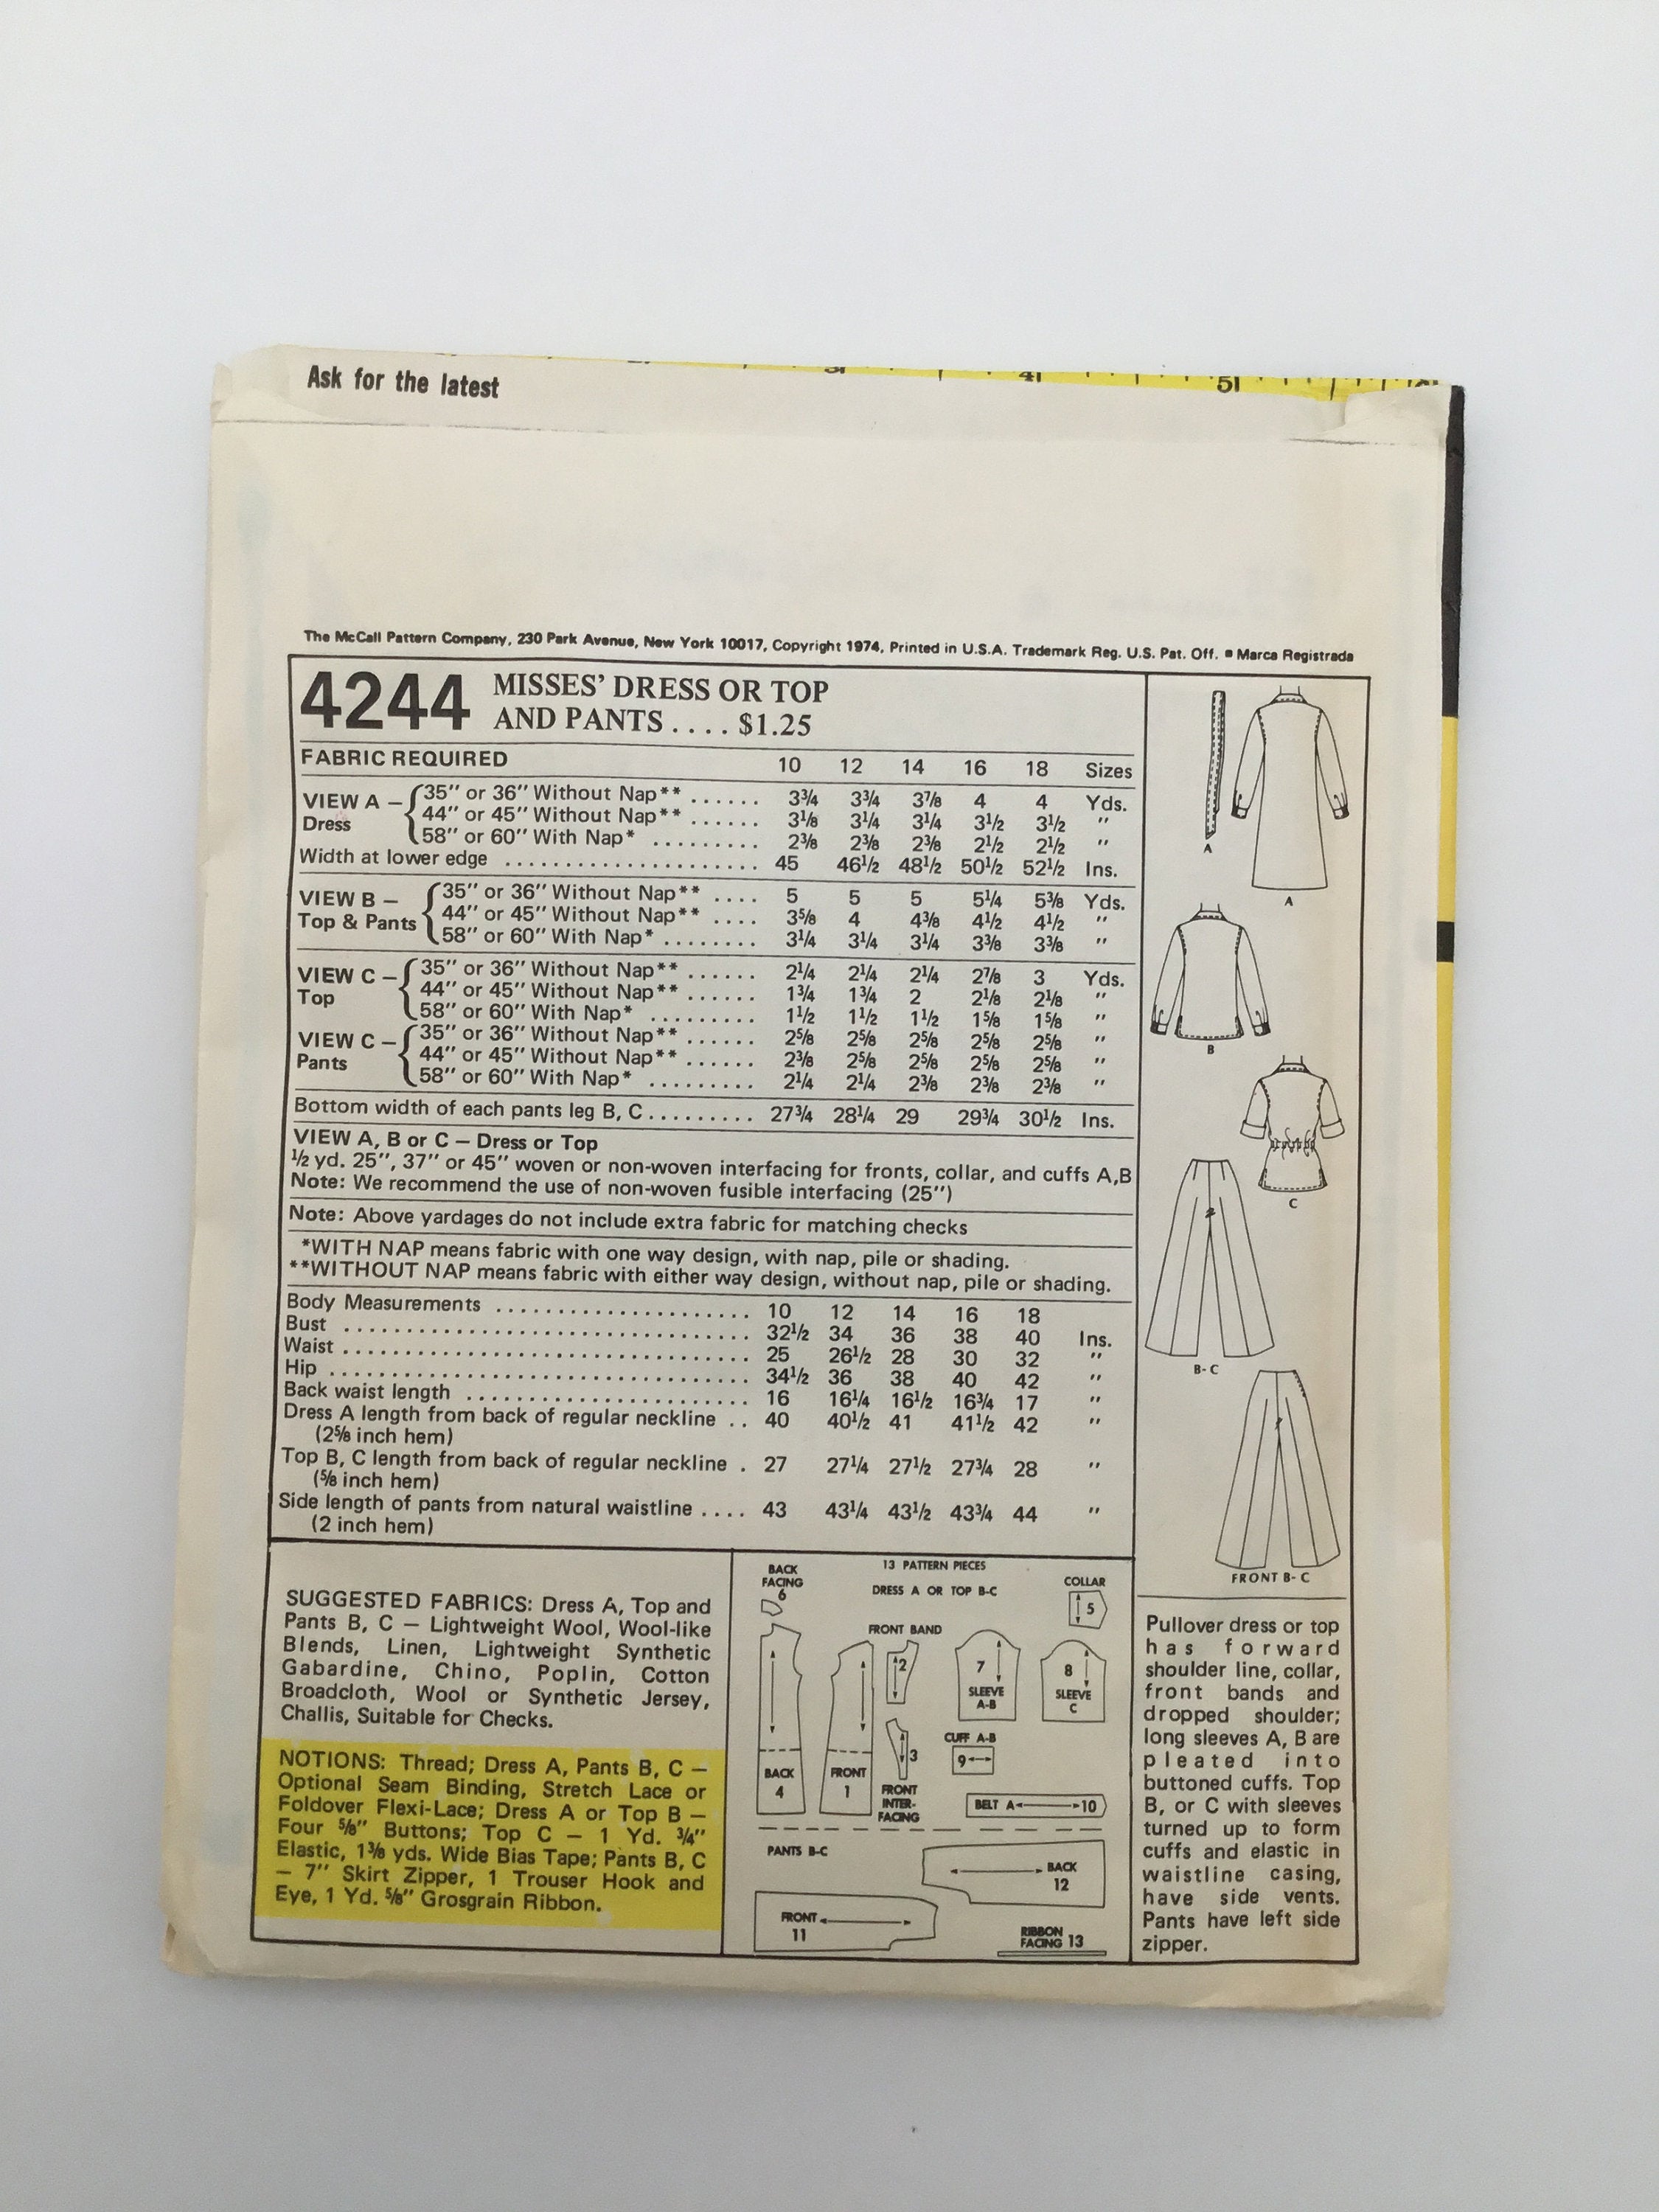 Ask for the latest
3 4 5
The McCall Pattern Company, 230 Park Avenue, New York 10017, Copyright 1974, Printed in U.S.A. Trademark Reg. U.S. Pat. Off. ■ Marca Registrada
4244 MISSES' DRESS OR TOP
AND PANTS .... $1.25
FABRIC REQUIRED 10 12 14 16 18 Sizes
VIEW A – Dress
35" or 36" Without Nap** ...... 3¾ 3¾ 3⅞ 4 4 Yds.
44" or 45" Without Nap** ...... 3⅛ 3¼ 3¼ 3½ 3½ "
58" or 60" With Nap* ......... 2⅜ 2⅜ 2⅜ 2½ 2½ "
Width at lower edge ..................... 45 46½ 48½ 50½ 52½ Ins.
VIEW B – Top & Pants
35" or 36" Without Nap** .... 5 5 5 5¼ 5⅜ Yds.
44" or 45" Without Nap** .... 3⅝ 4 4⅜ 4½ 4½ "
58" or 60" With Nap* ........ 3¼ 3¼ 3¼ 3⅜ 3⅜ "
VIEW C – Top
35" or 36" Without Nap** ...... 2¼ 2¼ 2¼ 2⅞ 3 Yds.
44" or 45" Without Nap** ...... 1¾ 1¾ 2 2⅛ 2⅛ "
58" or 60" With Nap* ......... 1½ 1½ 1½ 1⅝ 1⅝ "
VIEW C – Pants
35" or 36" Without Nap** ...... 2⅝ 2⅝ 2⅝ 2⅝ 2⅝ "
44" or 45" Without Nap** ...... 2⅜ 2⅝ 2⅝ 2⅝ 2⅝ "
58" or 60" With Nap* ......... 2¼ 2¼ 2⅜ 2⅜ 2⅜ "
Bottom width of each pants leg B, C ......... 27¾ 28¼ 29 29¾ 30½ Ins.
VIEW A, B or C – Dress or Top
½ yd. 25", 37" or 45" woven or non-woven interfacing for fronts, collar, and cuffs A,B
Note: We recommend the use of non-woven fusible interfacing (25")
Note: Above yardages do not include extra fabric for matching checks
*WITH NAP means fabric with one way design, with nap, pile or shading.
**WITHOUT NAP means fabric with either way design, without nap, pile or shading.
Body Measurements ..................... 10 12 14 16 18
Bust ................................... 32½ 34 36 38 40 Ins.
Waist ................................... 25 26½ 28 30 32 "
Hip .................................... 34½ 36 38 40 42 "
Back waist length ........................ 16 16¼ 16½ 16¾ 17 "
Dress A length from back of regular neckline .. 40 40½ 41 41½ 42 "
(2⅝ inch hem)
Top B, C length from back of regular neckline . 27 27¼ 27½ 27¾ 28 "
(⅝ inch hem)
Side length of pants from natural waistline .... 43 43¼ 43½ 43¾ 44 "
(2 inch hem)
A
A
B
C
B- C
FRONT B- C
SUGGESTED FABRICS: Dress A, Top and
Pants B, C – Lightweight Wool, Wool-like
Blends, Linen, Lightweight Synthetic
Gabardine, Chino, Poplin, Cotton
Broadcloth, Wool or Synthetic Jersey,
Challis, Suitable for Checks.
NOTIONS: Thread; Dress A, Pants B, C –
Optional Seam Binding, Stretch Lace or
Foldover Flexi-Lace; Dress A or Top B –
Four ⅝" Buttons; Top C – 1 Yd. ¾"
Elastic, 1⅜ yds. Wide Bias Tape; Pants B, C
– 7" Skirt Zipper, 1 Trouser Hook and
Eye, 1 Yd. ⅝" Grosgrain Ribbon.
13 PATTERN PIECES
DRESS A OR TOP B-C
BACK
FACING
6
COLLAR
5
FRONT BAND
2
7
SLEEVE
A-B
8
SLEEVE
C
3
FRONT
INTER-
FACING
CUFF A-B
9
BACK
4
FRONT
1
BELT A 10
PANTS B-C
BACK
12
FRONT
11
RIBBON
FACING 13
Pullover dress or top
has forward
shoulder line, collar,
front bands and
dropped shoulder;
long sleeves A, B are
pleated into
buttoned cuffs. Top
B, or C with sleeves
turned up to form
cuffs and elastic in
waistline casing,
have side vents.
Pants have left side
zipper.